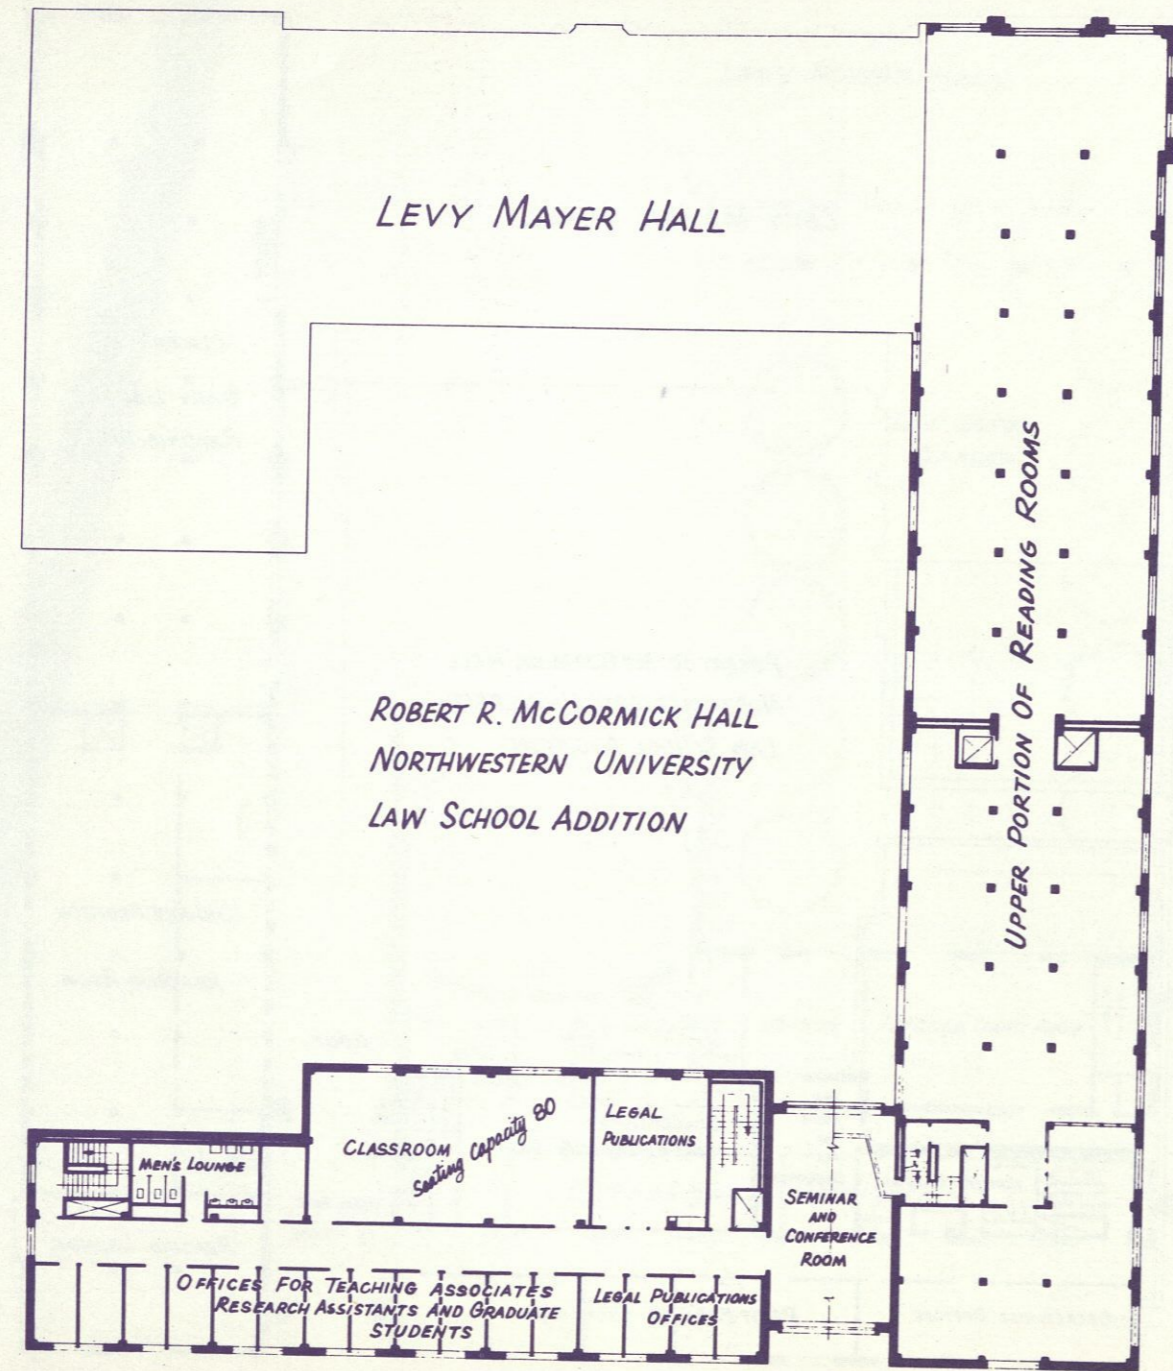 LEVY MAYER HALL
UPPER PORTION OF READING ROOMS
ROBERT R. McCORMICK HALL
NORTHWESTERN UNIVERSITY
LAW SCHOOL ADDITION
CLASSROOM
Seating Capacity 80
LEGAL
PUBLICATIONS
MEN'S LOUNGE
SEMINAR
AND
CONFERENCE
ROOM
OFFICES FOR TEACHING ASSOCIATES
RESEARCH ASSISTANTS AND GRADUATE
STUDENTS
LEGAL PUBLICATIONS
OFFICES